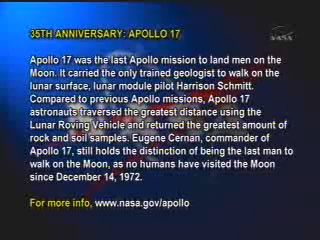 35TH ANNIVERSARY: APOLLO 17
NASA
Apollo 17 was the last Apollo mission to land men on the
Moon. It carried the only trained geologist to walk on the
lunar surface, lunar module pilot Harrison Schmitt.
Compared to previous Apollo missions, Apollo 17
astronauts traversed the greatest distance using the
Lunar Roving Vehicle and returned the greatest amount of
rock and soil samples. Eugene Cernan, commander of
Apollo 17, still holds the distinction of being the last man to
walk on the Moon, as no humans have visited the Moon
since December 14, 1972.
For more info, www.nasa.gov/apollo